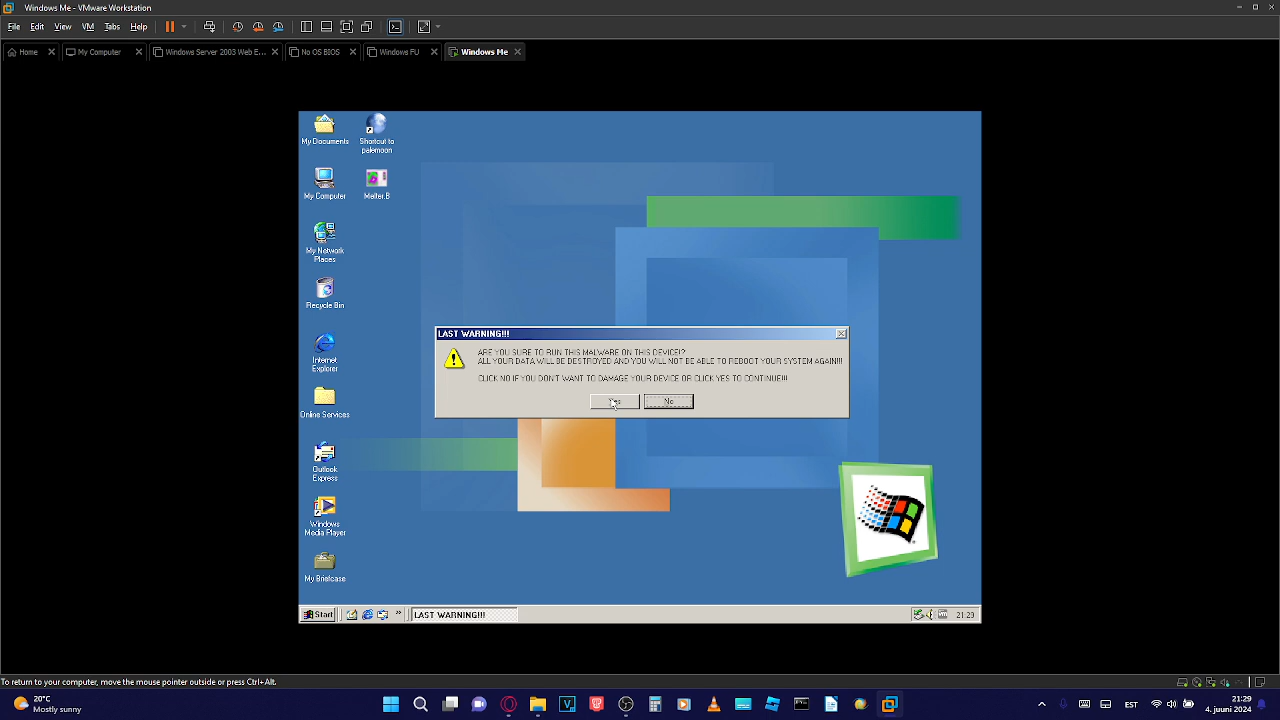 Windows Me - VMware Workstation
File Edit View VM Tabs Help
Home My Computer Windows Server 2003 Web E... No OS BIOS Windows FU Windows Me
My Documents
Shortcut to
palemoon
My Computer
Melter.B
My Network
Places
Recycle Bin
LAST WARNING!!!
ARE YOU SURE TO RUN THIS MALWARE ON THIS DEVICE!?
ALL YOUR DATA WILL BE DESTROYED AND YOU WILL NOT BE ABLE TO REBOOT YOUR SYSTEM AGAIN!!!
CLICK NO IF YOU DON'T WANT TO DAMAGE YOUR DEVICE OR CLICK YES TO CONTINUE!!!
Yes No
Internet
Explorer
Online Services
Outlook
Express
Windows
Media Player
My Briefcase
Start LAST WARNING!!! 21:29
To return to your computer, move the mouse pointer outside or press Ctrl+Alt.
20°C
Mostly sunny
EST
21:29
4. juuni 2024